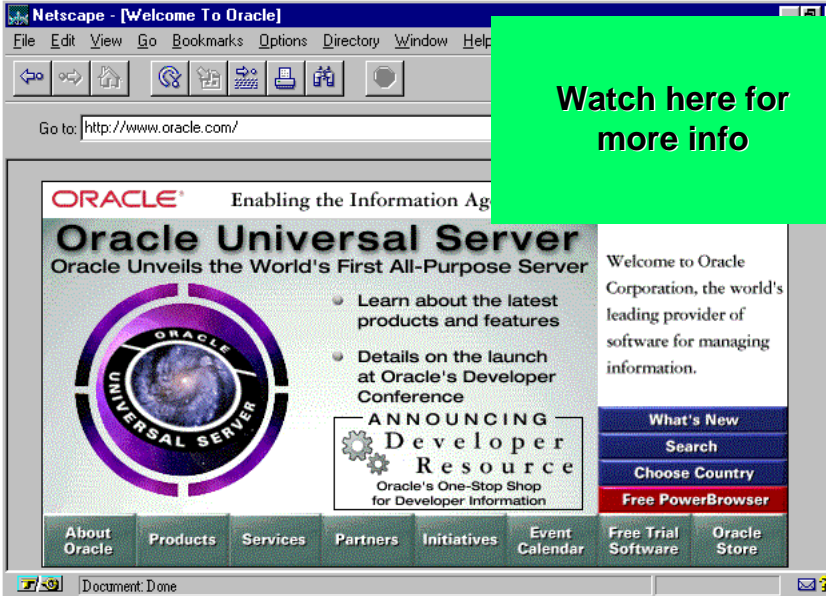 Netscape - [Welcome To Oracle]
File Edit View Go Bookmarks Options Directory Window Help
Watch here for
more info
Go to: http://www.oracle.com/
ORACLE®
Enabling the Information Ag
Oracle Universal Server
Oracle Unveils the World's First All-Purpose Server
Learn about the latest
products and features
Details on the launch
at Oracle's Developer
Conference
ORACLE
UNIVERSAL SERVER
ANNOUNCING
Developer
Resource
Oracle's One-Stop Shop
for Developer Information
Welcome to Oracle
Corporation, the world's
leading provider of
software for managing
information.
What's New
Search
Choose Country
Free PowerBrowser
About
Oracle
Products
Services
Partners
Initiatives
Event
Calendar
Free Trial
Software
Oracle
Store
Document: Done